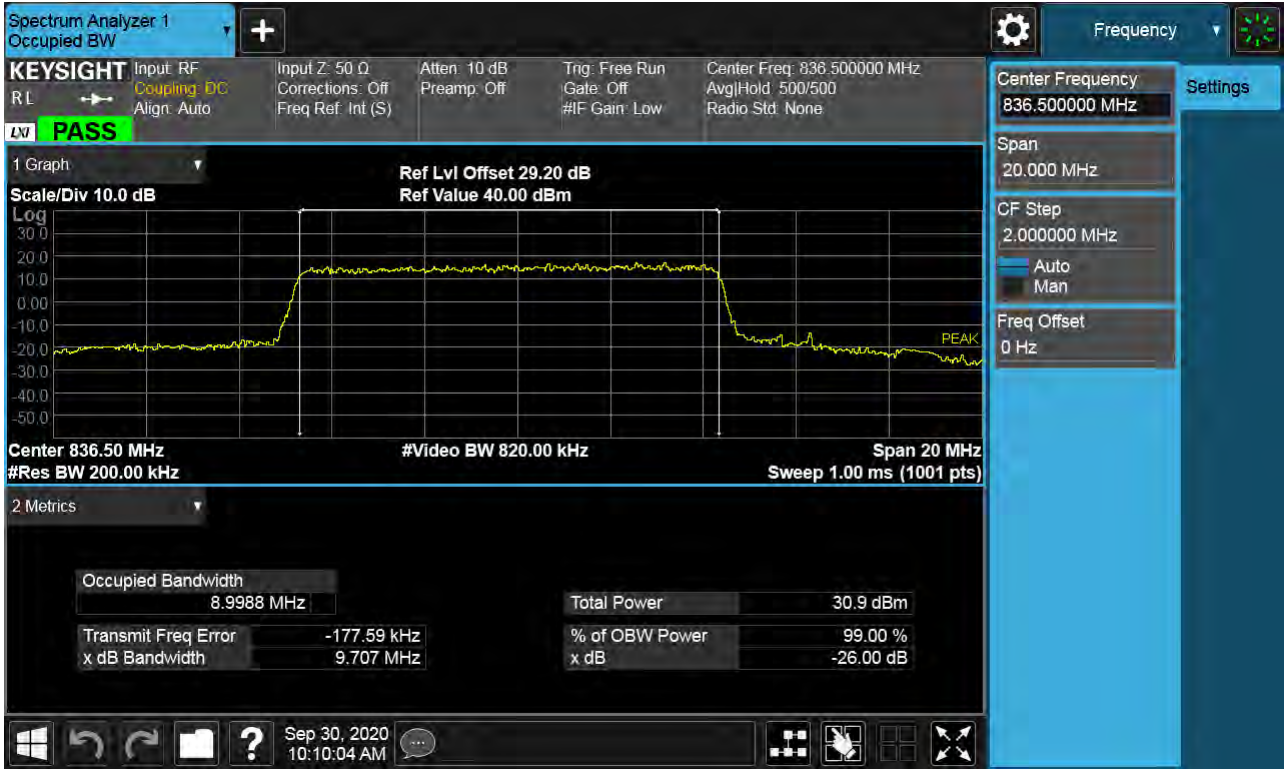 Spectrum Analyzer 1
Occupied BW
+
Frequency
KEYSIGHT
RL
LXI
PASS
Input: RF
Coupling: DC
Align: Auto
Input Z: 50 Ω
Corrections: Off
Freq Ref: Int (S)
Atten: 10 dB
Preamp: Off
Trig: Free Run
Gate: Off
#IF Gain: Low
Center Freq: 836.500000 MHz
Avg|Hold: 500/500
Radio Std: None
Center Frequency
836.500000 MHz
Settings
Span
20.000 MHz
CF Step
2.000000 MHz
Auto
Man
Freq Offset
0 Hz
1 Graph
Scale/Div 10.0 dB
Ref Lvl Offset 29.20 dB
Ref Value 40.00 dBm
Log
30.0
20.0
10.0
0.00
-10.0
-20.0
-30.0
-40.0
-50.0
PEAK
Center 836.50 MHz
#Video BW 820.00 kHz
Span 20 MHz
#Res BW 200.00 kHz
Sweep 1.00 ms (1001 pts)
2 Metrics
Occupied Bandwidth
8.9988 MHz
Total Power 30.9 dBm
Transmit Freq Error -177.59 kHz
% of OBW Power 99.00 %
x dB Bandwidth 9.707 MHz
x dB -26.00 dB
?
Sep 30, 2020
10:10:04 AM